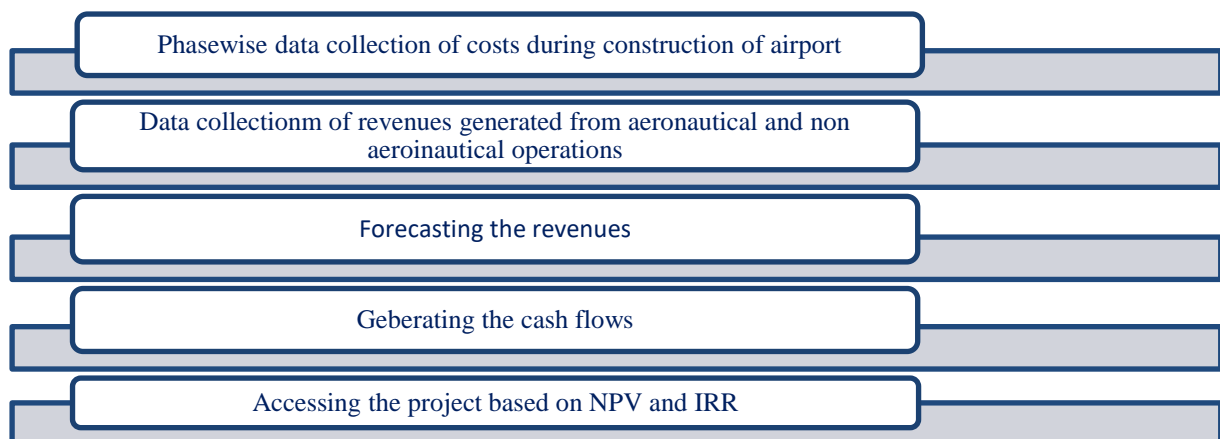 Phasewise data collection of costs during construction of airport
Data collectionm of revenues generated from aeronautical and non
aeroinautical operations
Forecasting the revenues
Geberating the cash flows
Accessing the project based on NPV and IRR